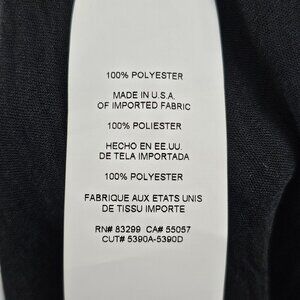 100% POLYESTER
MADE IN U.S.A.
OF IMPORTED FABRIC
100% POLIESTER
HECHO EN EE.UU.
DE TELA IMPORTADA
100% POLYESTER
FABRIQUE AUX ETATS UNIS
DE TISSU IMPORTE
RN# 83299 CA# 55057
CUT# 5390A-5390D